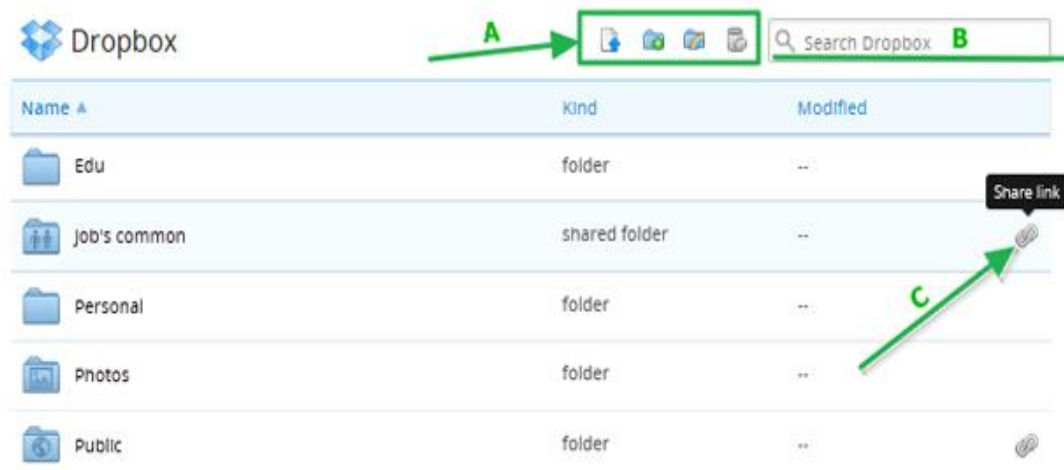 Dropbox
A
Search Dropbox B
Name Kind Modified
Edu folder --
Share link
Job's common shared folder --
C
Personal folder --
Photos folder --
Public folder --